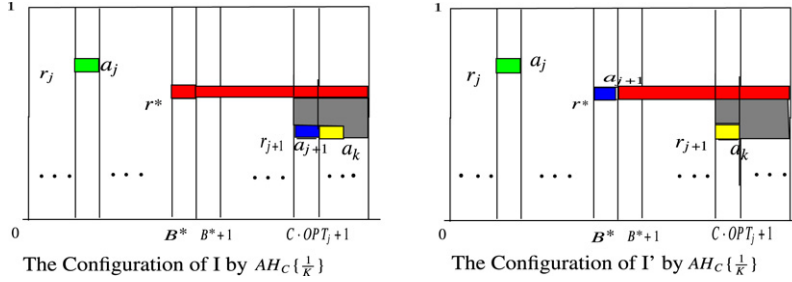 1
r_j a_j
r*
r_{j+1} a_{j+1} a_k
. . . . . . . . . . . .
0 B* B*+1 C·OPT_j+1
The Configuration of I by AH_C{1/K}
1
r_j a_j
a_{j+1}
r*
r_{j+1} a_k
. . . . . . . . . . . .
B* B*+1 C·OPT_j+1
0
The Configuration of I' by AH_C{1/K}